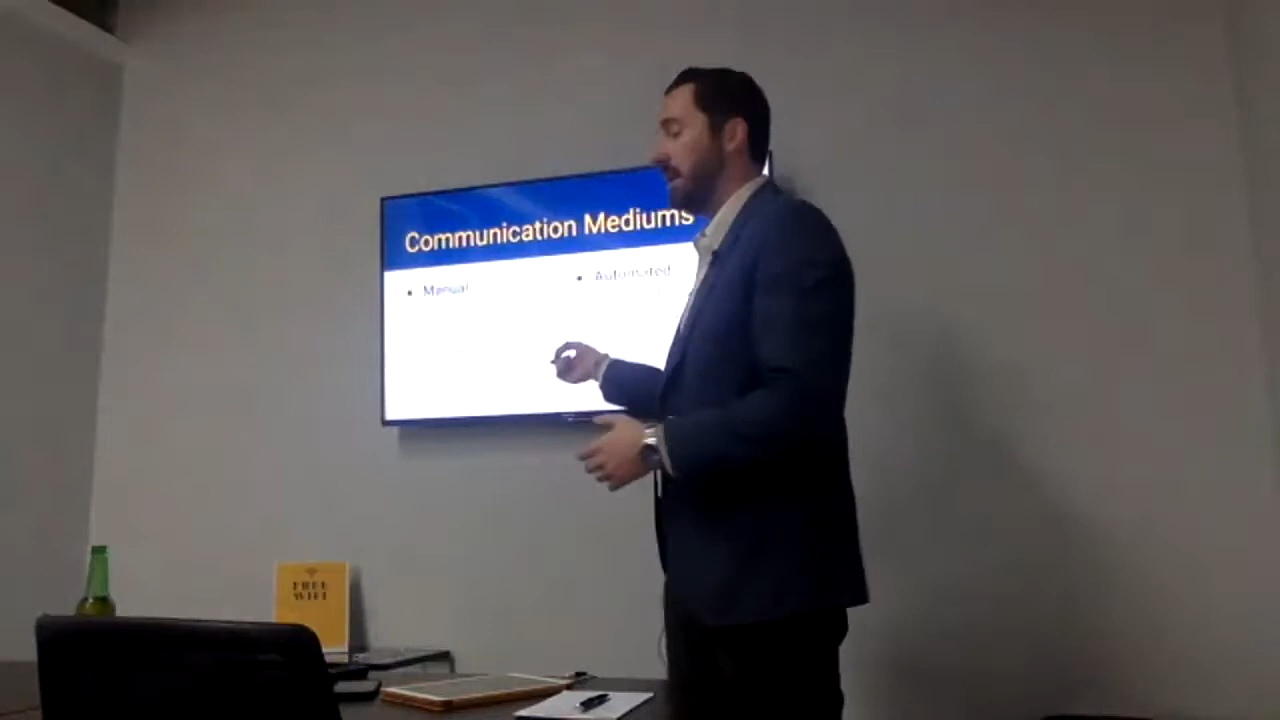 Communication Mediums
• Manual
• Automated
FREE
WIFI